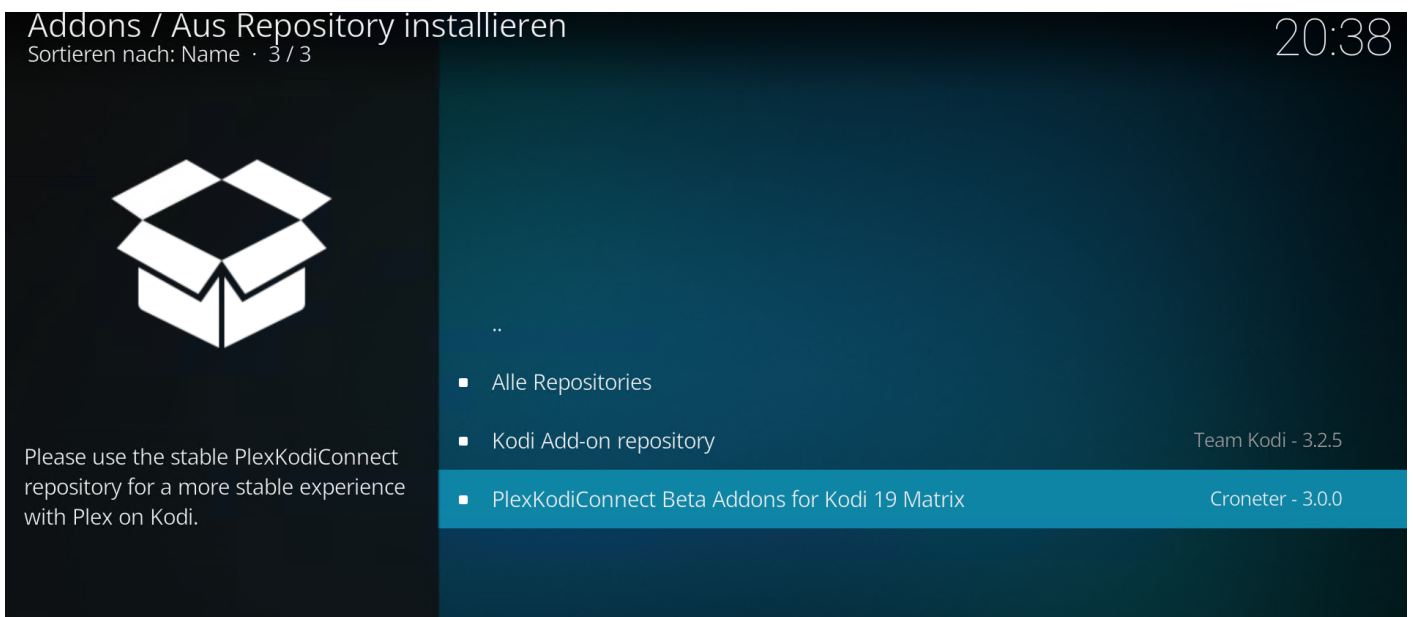 Addons / Aus Repository installieren
Sortieren nach: Name · 3 / 3
20:38
..
Alle Repositories
Kodi Add-on repository Team Kodi - 3.2.5
PlexKodiConnect Beta Addons for Kodi 19 Matrix Croneter - 3.0.0
Please use the stable PlexKodiConnect
repository for a more stable experience
with Plex on Kodi.